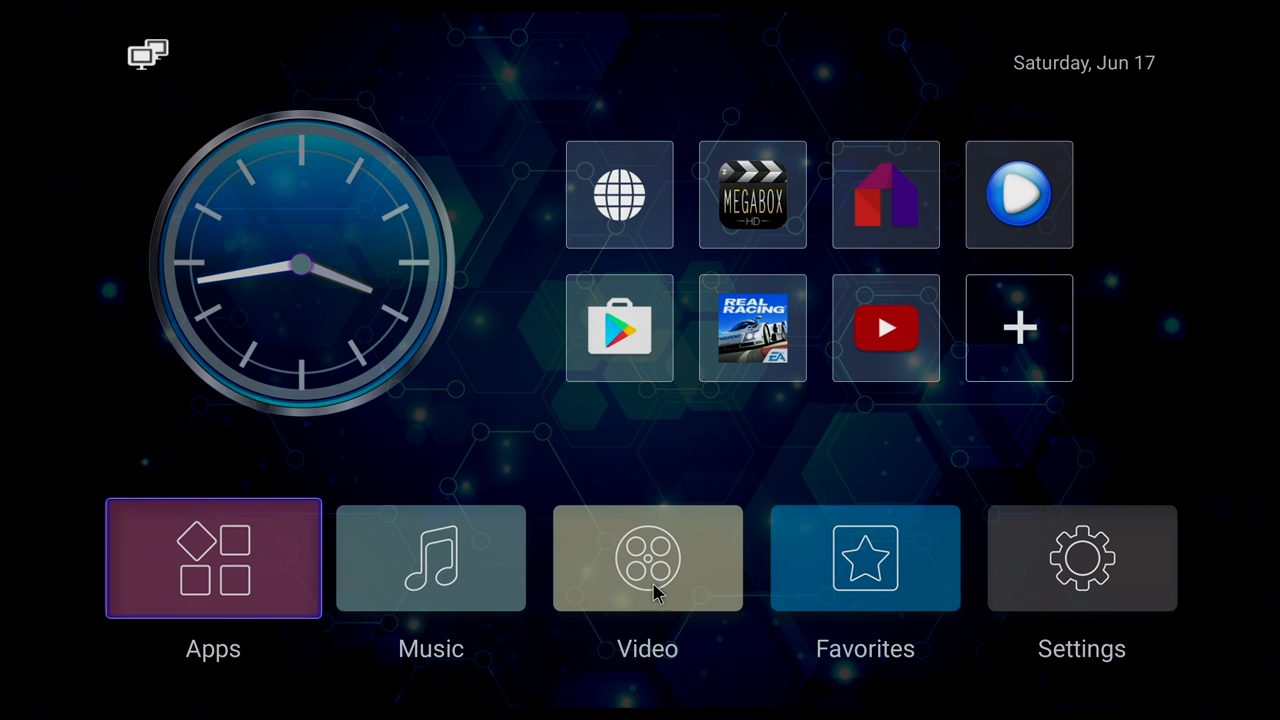 Saturday, Jun 17
MEGABOX
HD
REAL
RACING
EA
Apps
Music
Video
Favorites
Settings